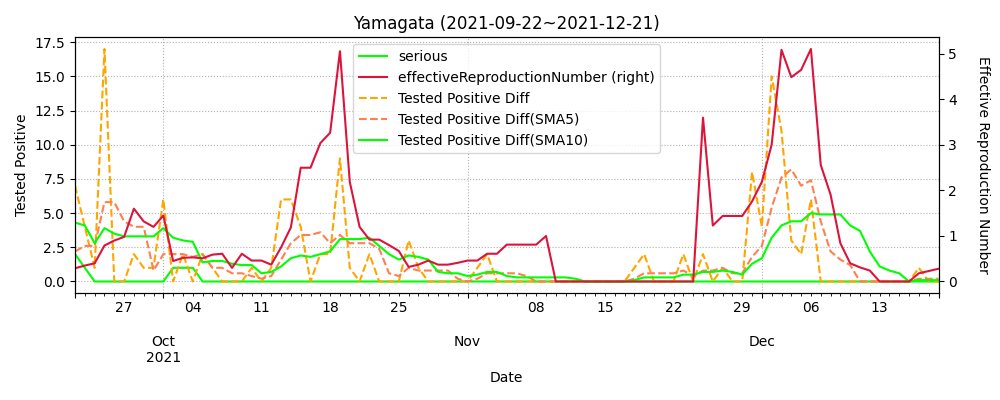 Yamagata (2021-09-22~2021-12-21)
serious
effectiveReproductionNumber (right)
Tested Positive Diff
Tested Positive Diff(SMA5)
Tested Positive Diff(SMA10)
Tested Positive
17.5
15.0
12.5
10.0
7.5
5.0
2.5
0.0
5
4
3
2
1
0
Effective Reproduction Number
27 04 11 18 25 08 15 22 29 06 13
Oct Nov Dec
2021
Date